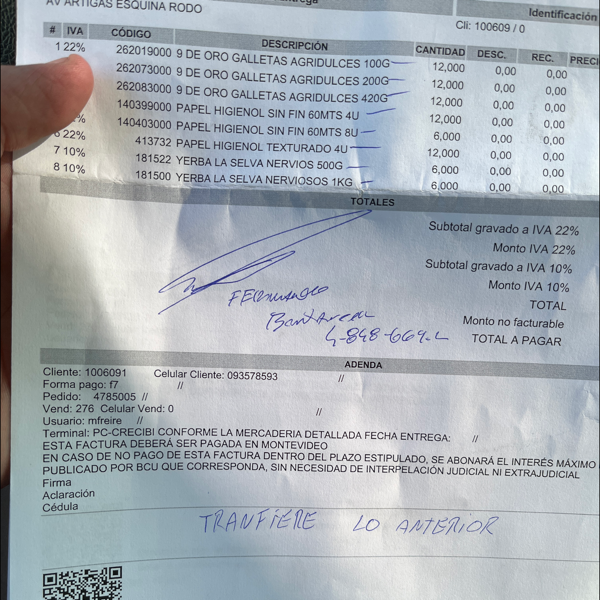 AV ARTIGAS ESQUINA RODO
Identificación
Cli: 100609 / 0
# IVA CÓDIGO DESCRIPCIÓN CANTIDAD DESC. REC. PRECI
1 22% 262019000 9 DE ORO GALLETAS AGRIDULCES 100G 12,000 0,00 0,00
262073000 9 DE ORO GALLETAS AGRIDULCES 200G 12,000 0,00 0,00
262083000 9 DE ORO GALLETAS AGRIDULCES 420G 12,000 0,00 0,00
140399000 PAPEL HIGIENOL SIN FIN 60MTS 4U 12,000 0,00 0,00
140403000 PAPEL HIGIENOL SIN FIN 60MTS 8U 6,000 0,00 0,00
6 22% 413732 PAPEL HIGIENOL TEXTURADO 4U 12,000 0,00 0,00
7 10% 181522 YERBA LA SELVA NERVIOS 500G 6,000 0,00 0,00
8 10% 181500 YERBA LA SELVA NERVIOSOS 1KG 6,000 0,00 0,00
TOTALES
Subtotal gravado a IVA 22%
Monto IVA 22%
Subtotal gravado a IVA 10%
Monto IVA 10%
TOTAL
Monto no facturable
TOTAL A PAGAR
ADENDA
Cliente: 1006091 Celular Cliente: 093578593 //
Forma pago: f7 //
Pedido: 4785005 //
Vend: 276 Celular Vend: 0 //
Usuario: mfreire //
Terminal: PC-CRECIBI CONFORME LA MERCADERIA DETALLADA FECHA ENTREGA: //
ESTA FACTURA DEBERÁ SER PAGADA EN MONTEVIDEO
EN CASO DE NO PAGO DE ESTA FACTURA DENTRO DEL PLAZO ESTIPULADO, SE ABONARÁ EL INTERÉS MÁXIMO
PUBLICADO POR BCU QUE CORRESPONDA, SIN NECESIDAD DE INTERPELACIÓN JUDICIAL NI EXTRAJUDICIAL
Firma
Aclaración
Cédula
TRANFIERE LO ANTERIOR